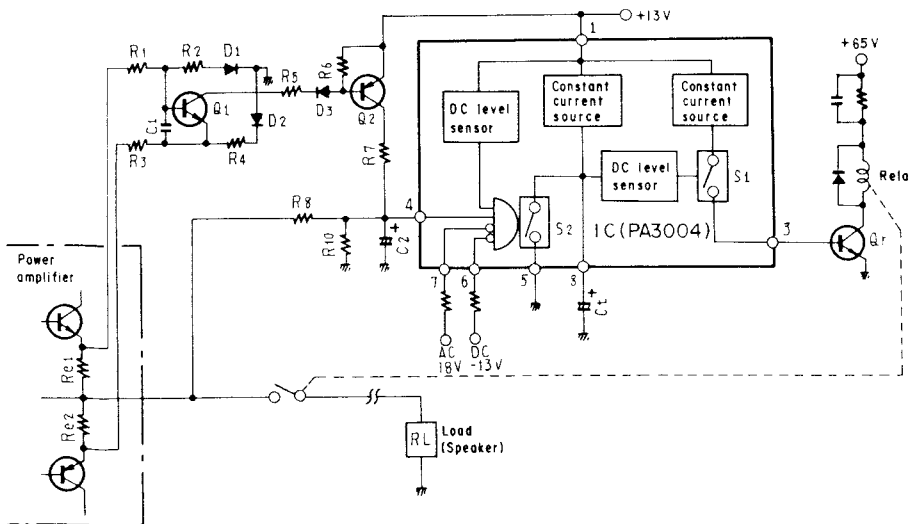 +13V
1
R1
R2
D1
+65V
R5
R6
D3
Q2
Q1
C1
D2
R3
R4
R7
DC level
sensor
Constant
current
source
Constant
current
source
DC level
sensor
S1
Relo
R8
4
S2
IC(PA3004)
3
Qr
R10
C2
7
6
5
8
Ct
AC
18V
DC
-13V
Power
amplifier
Re1
Re2
RL
Load
(Speaker)